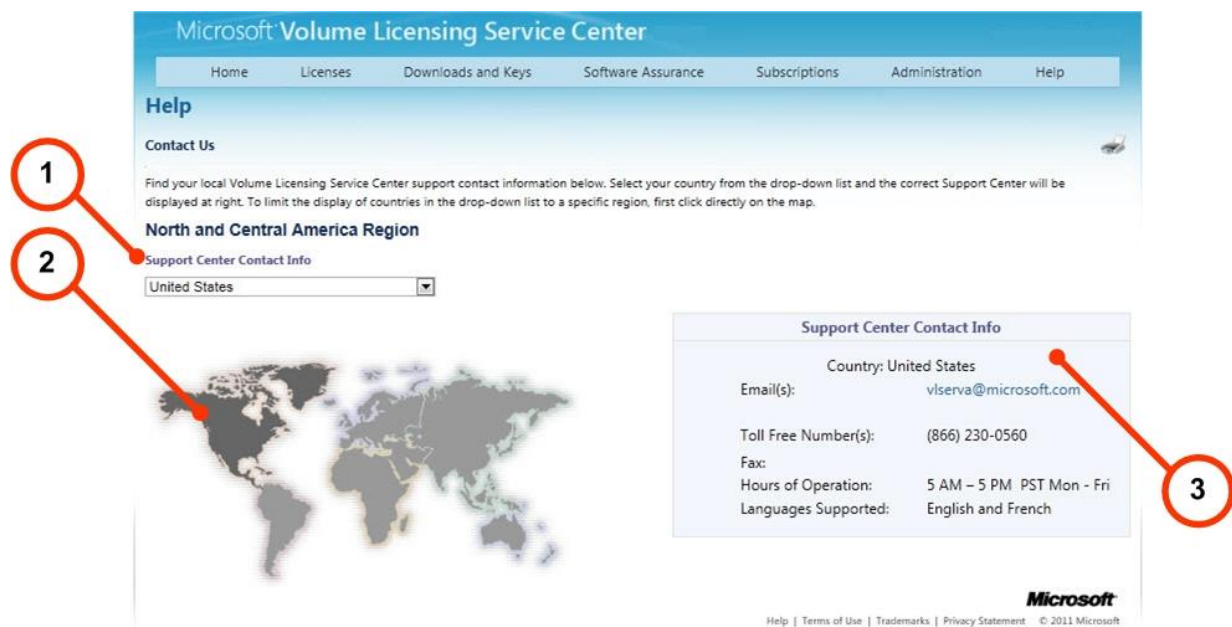 Microsoft Volume Licensing Service Center
Home Licenses Downloads and Keys Software Assurance Subscriptions Administration Help
Help
Contact Us
1
Find your local Volume Licensing Service Center support contact information below. Select your country from the drop-down list and the correct Support Center will be
displayed at right. To limit the display of countries in the drop-down list to a specific region, first click directly on the map.
North and Central America Region
2
Support Center Contact Info
United States
Support Center Contact Info
Country: United States
Email(s): vlserva@microsoft.com
Toll Free Number(s): (866) 230-0560
Fax:
Hours of Operation: 5 AM – 5 PM PST Mon - Fri
Languages Supported: English and French
3
Microsoft
Help | Terms of Use | Trademarks | Privacy Statement © 2011 Microsoft